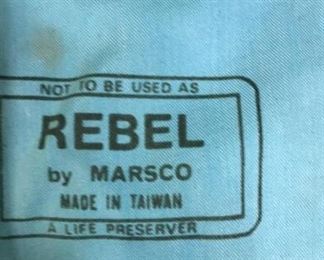 NOT TO BE USED AS
REBEL
by MARSCO
MADE IN TAIWAN
A LIFE PRESERVER